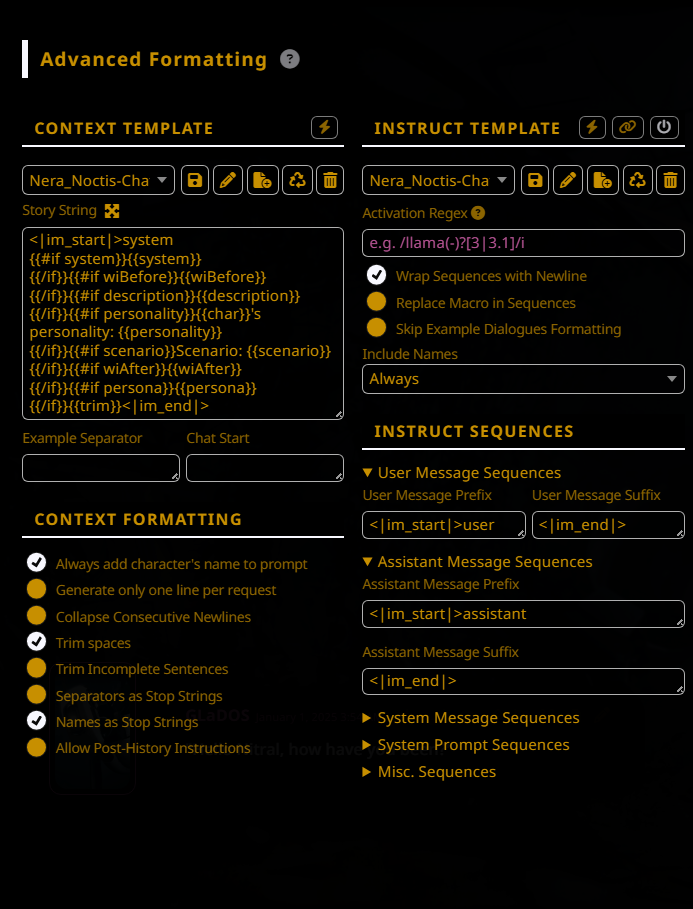 Advanced Formatting ?
CONTEXT TEMPLATE
Nera_Noctis-Cha
Story String
<|im_start|>system
{{#if system}}{{system}}
{{/if}}{{#if wiBefore}}{{wiBefore}}
{{/if}}{{#if description}}{{description}}
{{/if}}{{#if personality}}{{char}}'s
personality: {{personality}}
{{/if}}{{#if scenario}}Scenario: {{scenario}}
{{/if}}{{#if wiAfter}}{{wiAfter}}
{{/if}}{{#if persona}}{{persona}}
{{/if}}{{trim}}<|im_end|>
Example Separator
Chat Start
CONTEXT FORMATTING
Always add character's name to prompt
Generate only one line per request
Collapse Consecutive Newlines
Trim spaces
Trim Incomplete Sentences
Separators as Stop Strings
Names as Stop Strings
Allow Post-History Instructions
INSTRUCT TEMPLATE
Nera_Noctis-Cha
Activation Regex ?
e.g. /llama(-)?[3|3.1]/i
Wrap Sequences with Newline
Replace Macro in Sequences
Skip Example Dialogues Formatting
Include Names
Always
INSTRUCT SEQUENCES
User Message Sequences
User Message Prefix
User Message Suffix
<|im_start|>user
<|im_end|>
Assistant Message Sequences
Assistant Message Prefix
<|im_start|>assistant
Assistant Message Suffix
<|im_end|>
System Message Sequences
System Prompt Sequences
Misc. Sequences